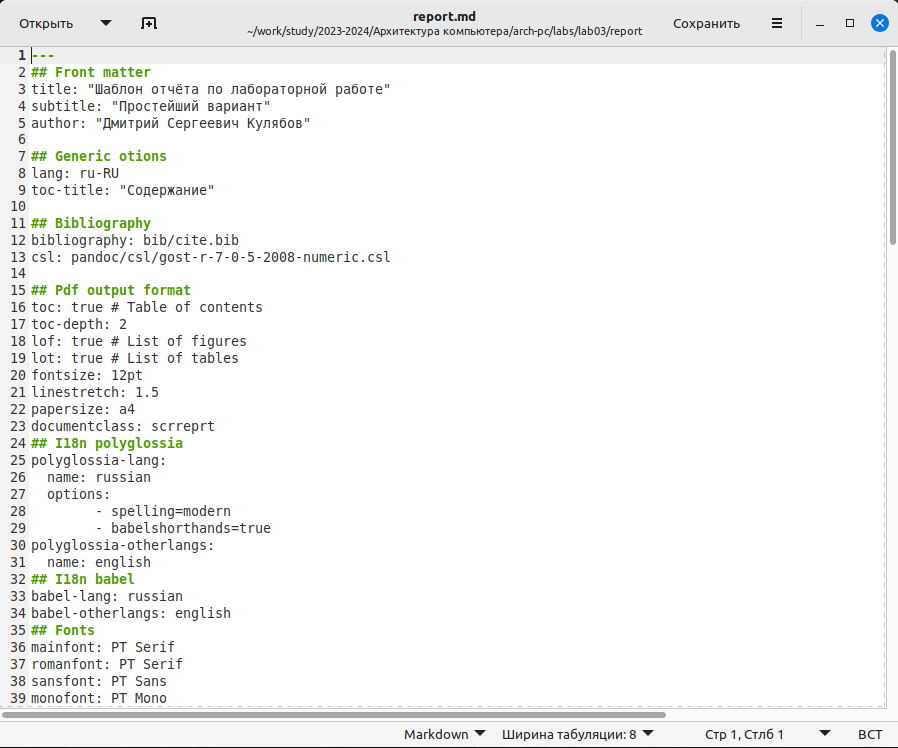 Открыть
report.md
~/work/study/2023-2024/Архитектура компьютера/arch-pc/labs/lab03/report
Сохранить
1 ---
2 ## Front matter
3 title: "Шаблон отчёта по лабораторной работе"
4 subtitle: "Простейший вариант"
5 author: "Дмитрий Сергеевич Кулябов"
6
7 ## Generic otions
8 lang: ru-RU
9 toc-title: "Содержание"
10
11 ## Bibliography
12 bibliography: bib/cite.bib
13 csl: pandoc/csl/gost-r-7-0-5-2008-numeric.csl
14
15 ## Pdf output format
16 toc: true # Table of contents
17 toc-depth: 2
18 lof: true # List of figures
19 lot: true # List of tables
20 fontsize: 12pt
21 linestretch: 1.5
22 papersize: a4
23 documentclass: scrreprt
24 ## I18n polyglossia
25 polyglossia-lang:
26   name: russian
27   options:
28         - spelling=modern
29         - babelshorthands=true
30 polyglossia-otherlangs:
31   name: english
32 ## I18n babel
33 babel-lang: russian
34 babel-otherlangs: english
35 ## Fonts
36 mainfont: PT Serif
37 romanfont: PT Serif
38 sansfont: PT Sans
39 monofont: PT Mono
Markdown Ширина табуляции: 8 Стр 1, Стлб 1 ВСТ